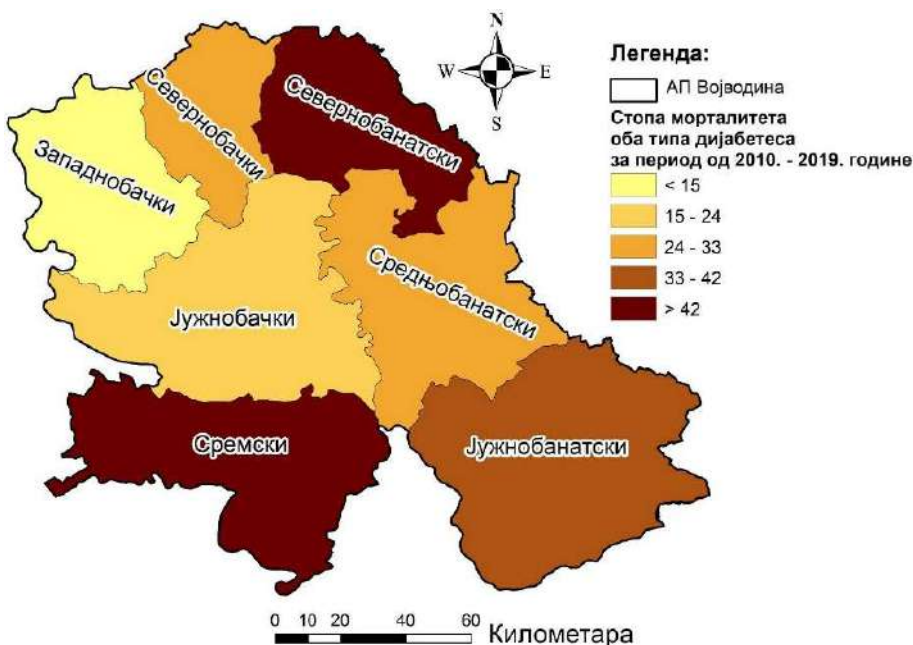 N
W E
S
Севернобачки
Севернобанатски
Западнобачки
Средњобанатски
Јужнобачки
Сремски
Јужнобанатски
Легенда:
АП Војводина
Стопа морталитета
оба типа дијабетеса
за период од 2010. - 2019. године
< 15
15 - 24
24 - 33
33 - 42
> 42
0 10 20 40 60
Километара